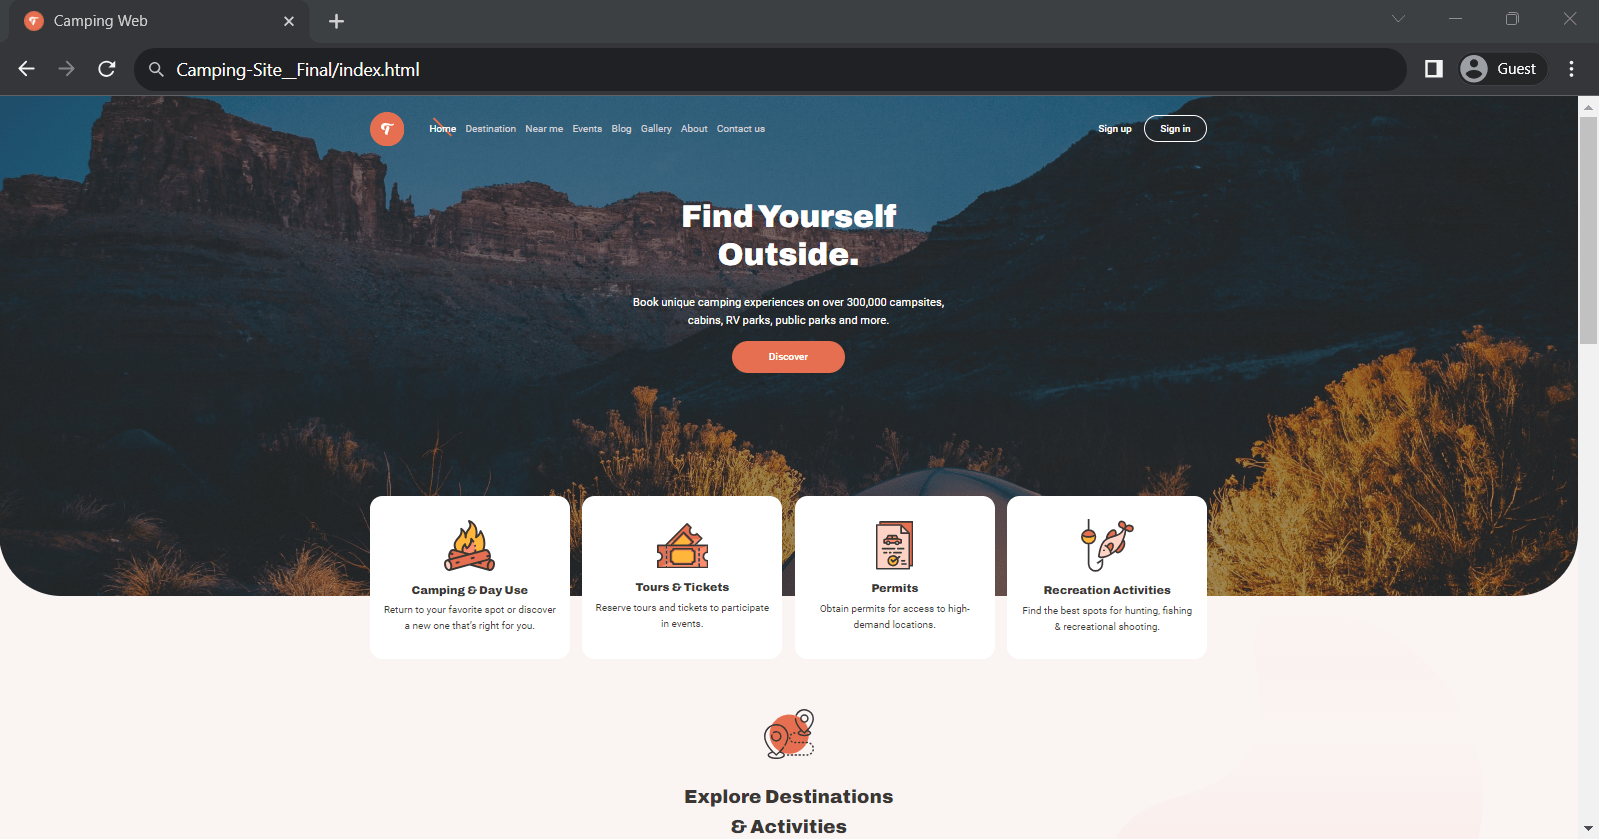 Camping Web
Camping-Site__Final/index.html
Guest
Home Destination Near me Events Blog Gallery About Contact us
Sign up Sign in
Find Yourself
Outside.
Book unique camping experiences on over 300,000 campsites,
cabins, RV parks, public parks and more.
Discover
Camping & Day Use
Return to your favorite spot or discover
a new one that's right for you.
Tours & Tickets
Reserve tours and tickets to participate
in events.
Permits
Obtain permits for access to high-
demand locations.
Recreation Activities
Find the best spots for hunting, fishing
& recreational shooting.
Explore Destinations
& Activities